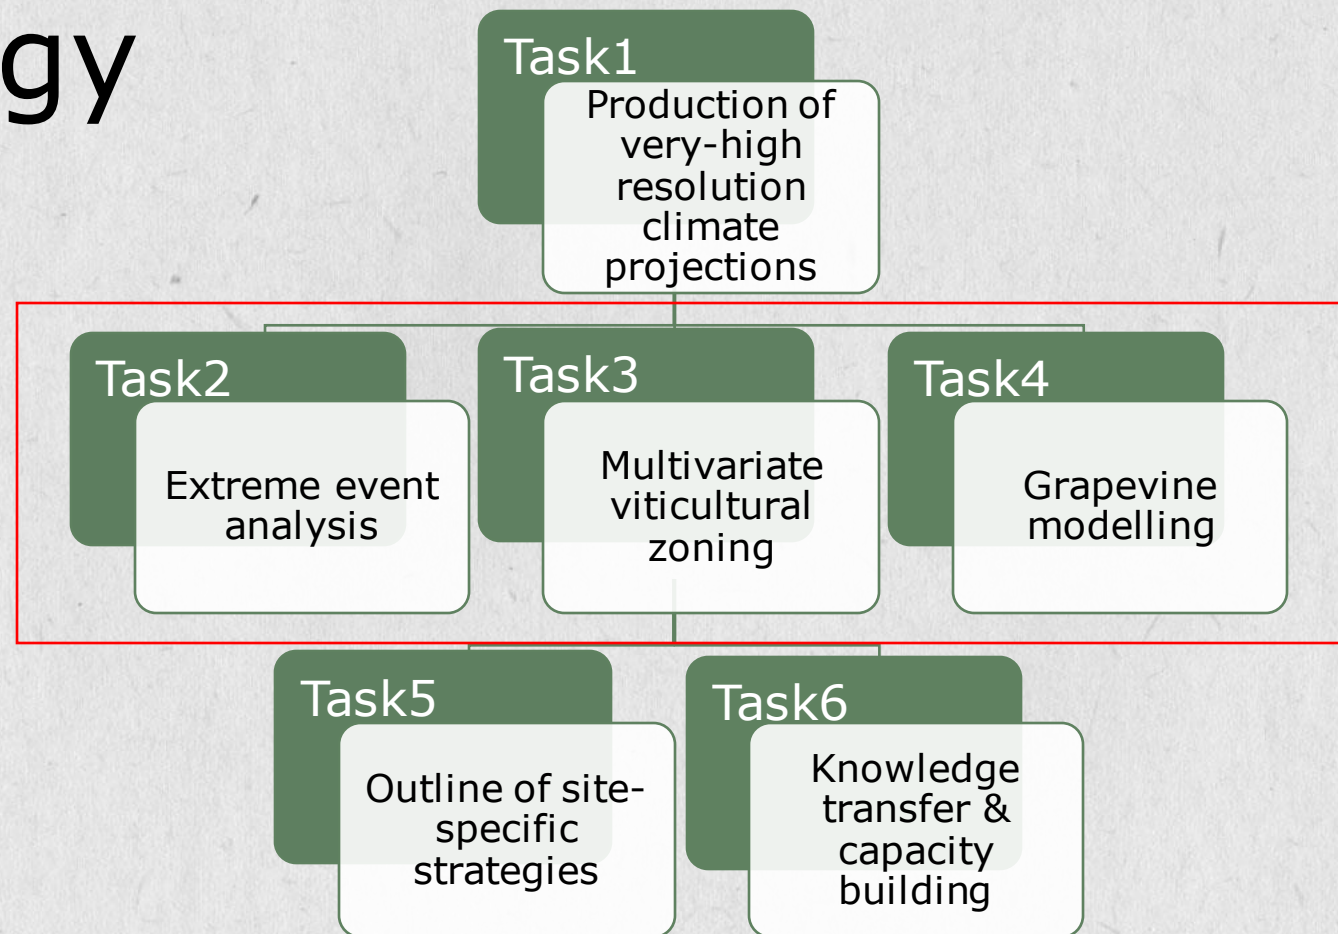 gy
Task1
Production of
very-high
resolution
climate
projections
Task2
Extreme event
analysis
Task3
Multivariate
viticultural
zoning
Task4
Grapevine
modelling
Task5
Outline of site-
specific
strategies
Task6
Knowledge
transfer &
capacity
building